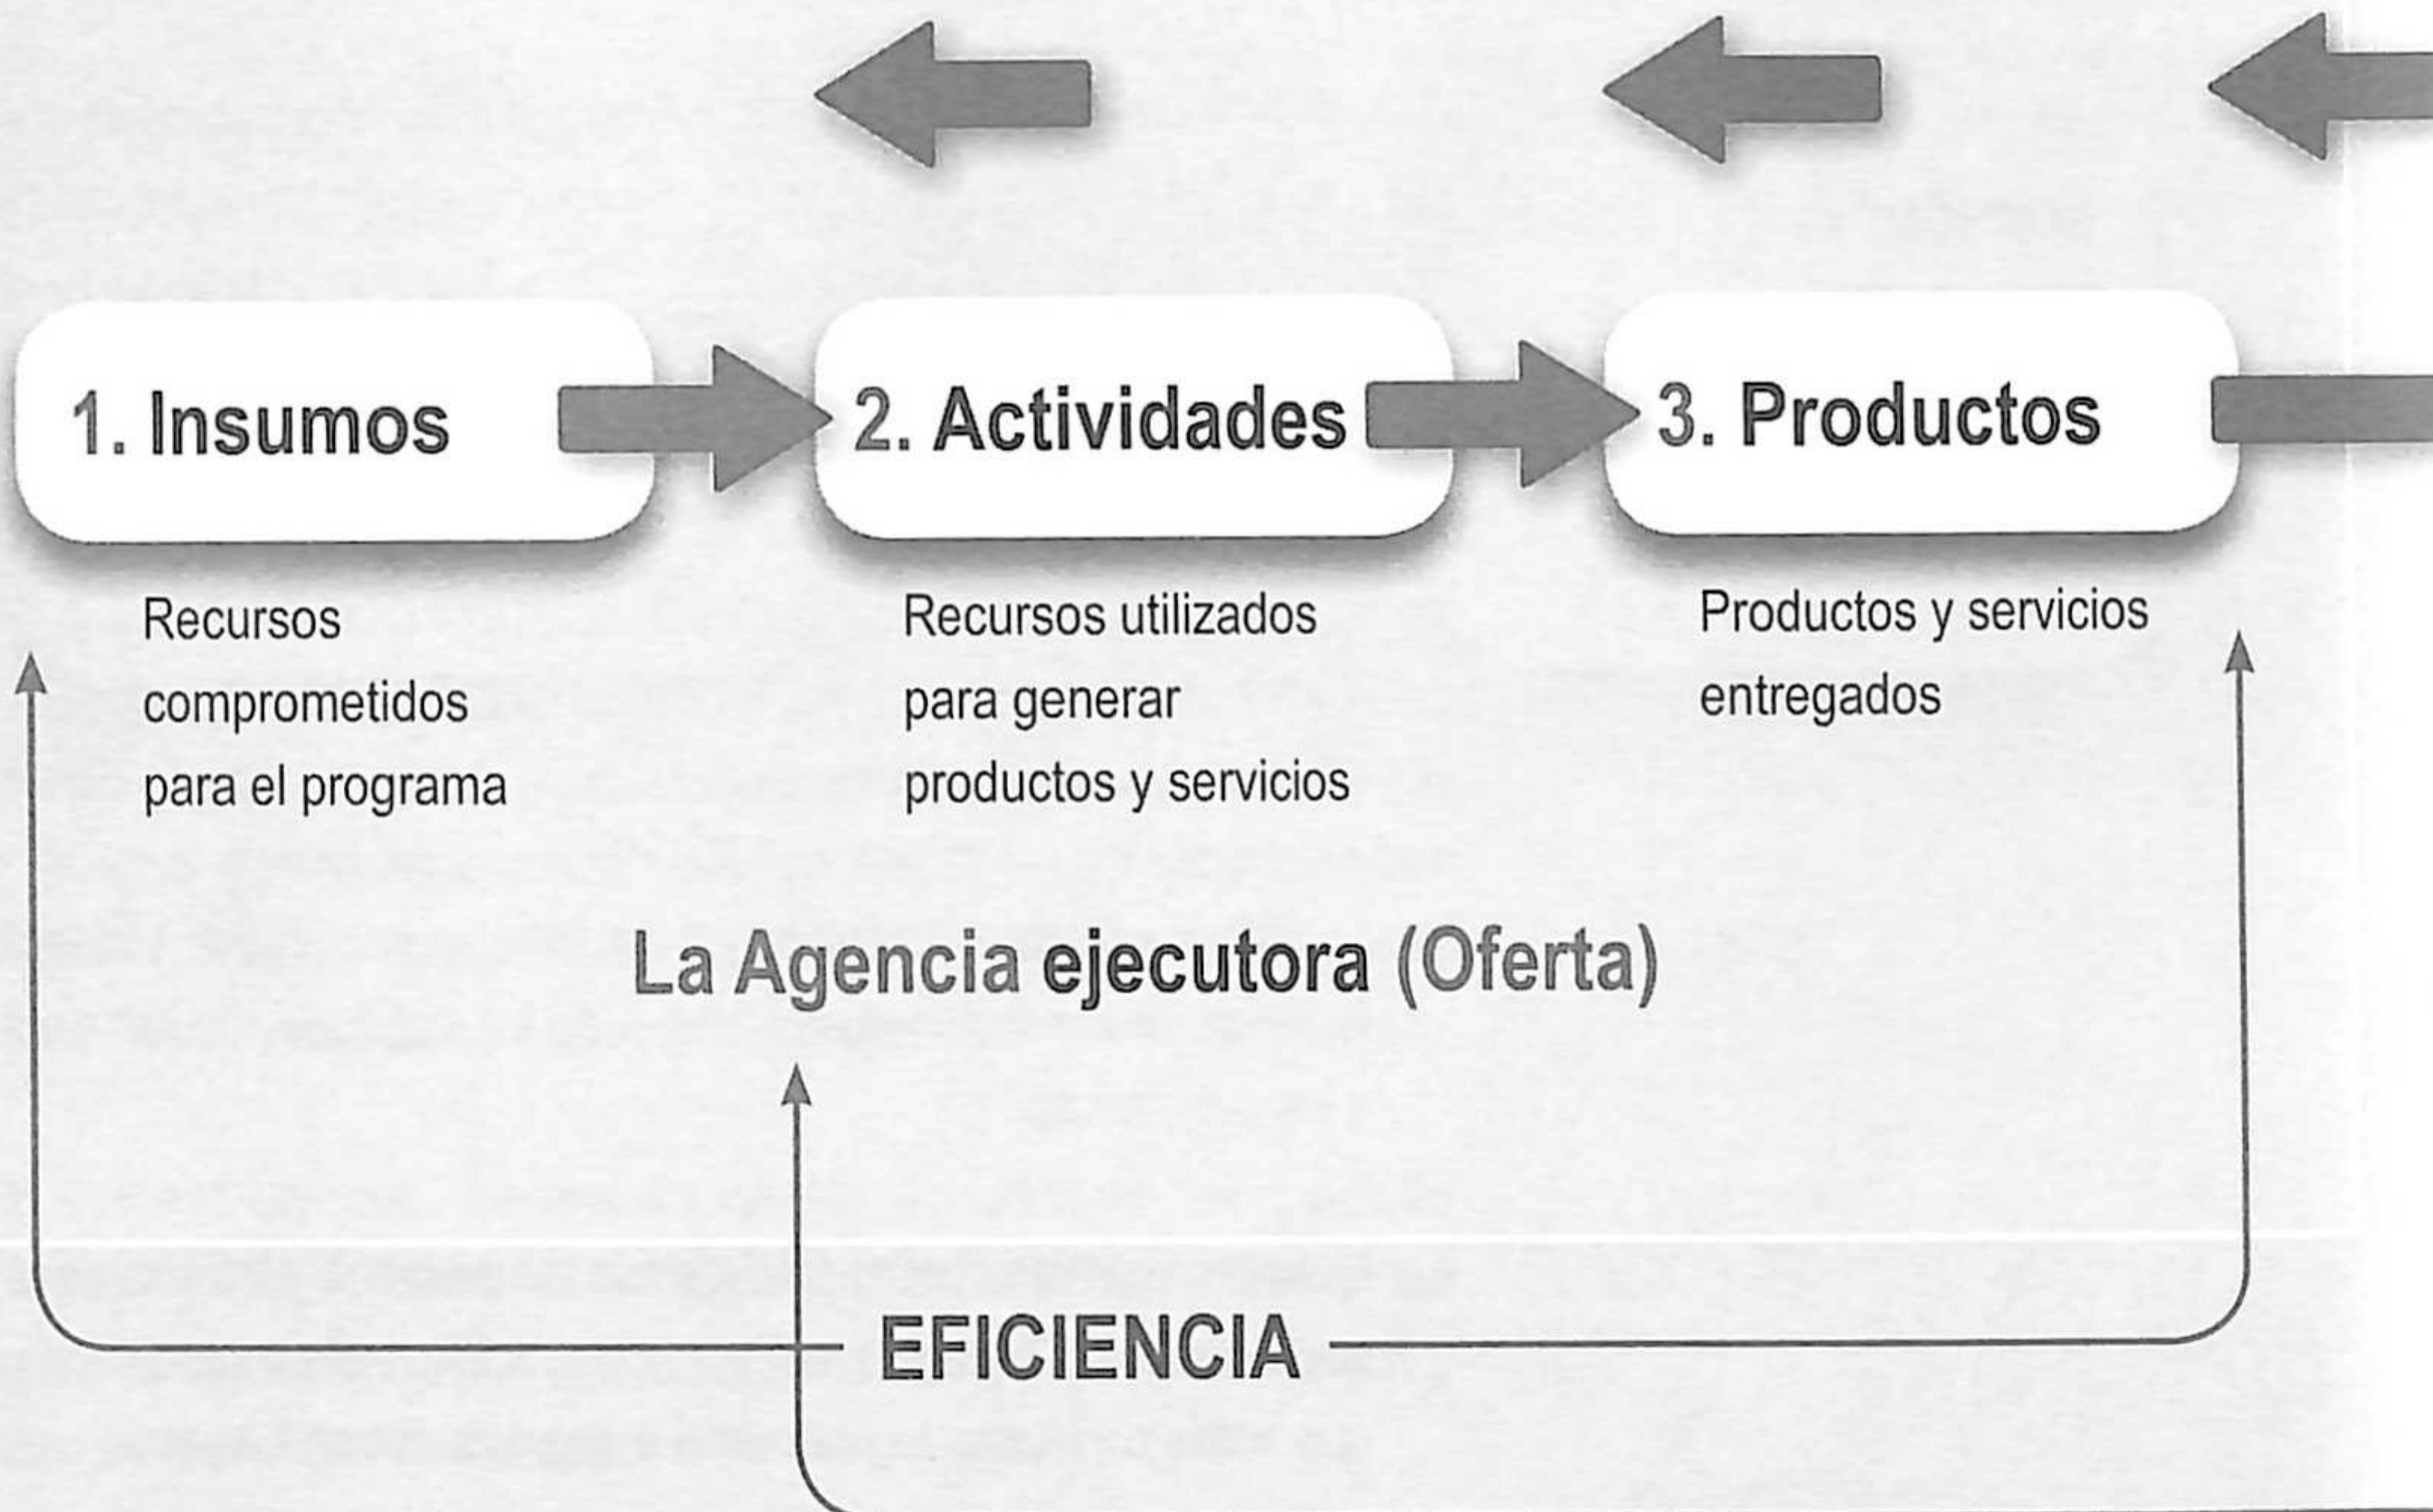 1. Insumos
2. Actividades
3. Productos
Recursos
comprometidos
para el programa
Recursos utilizados
para generar
productos y servicios
Productos y servicios
entregados
La Agencia ejecutora (Oferta)
EFICIENCIA